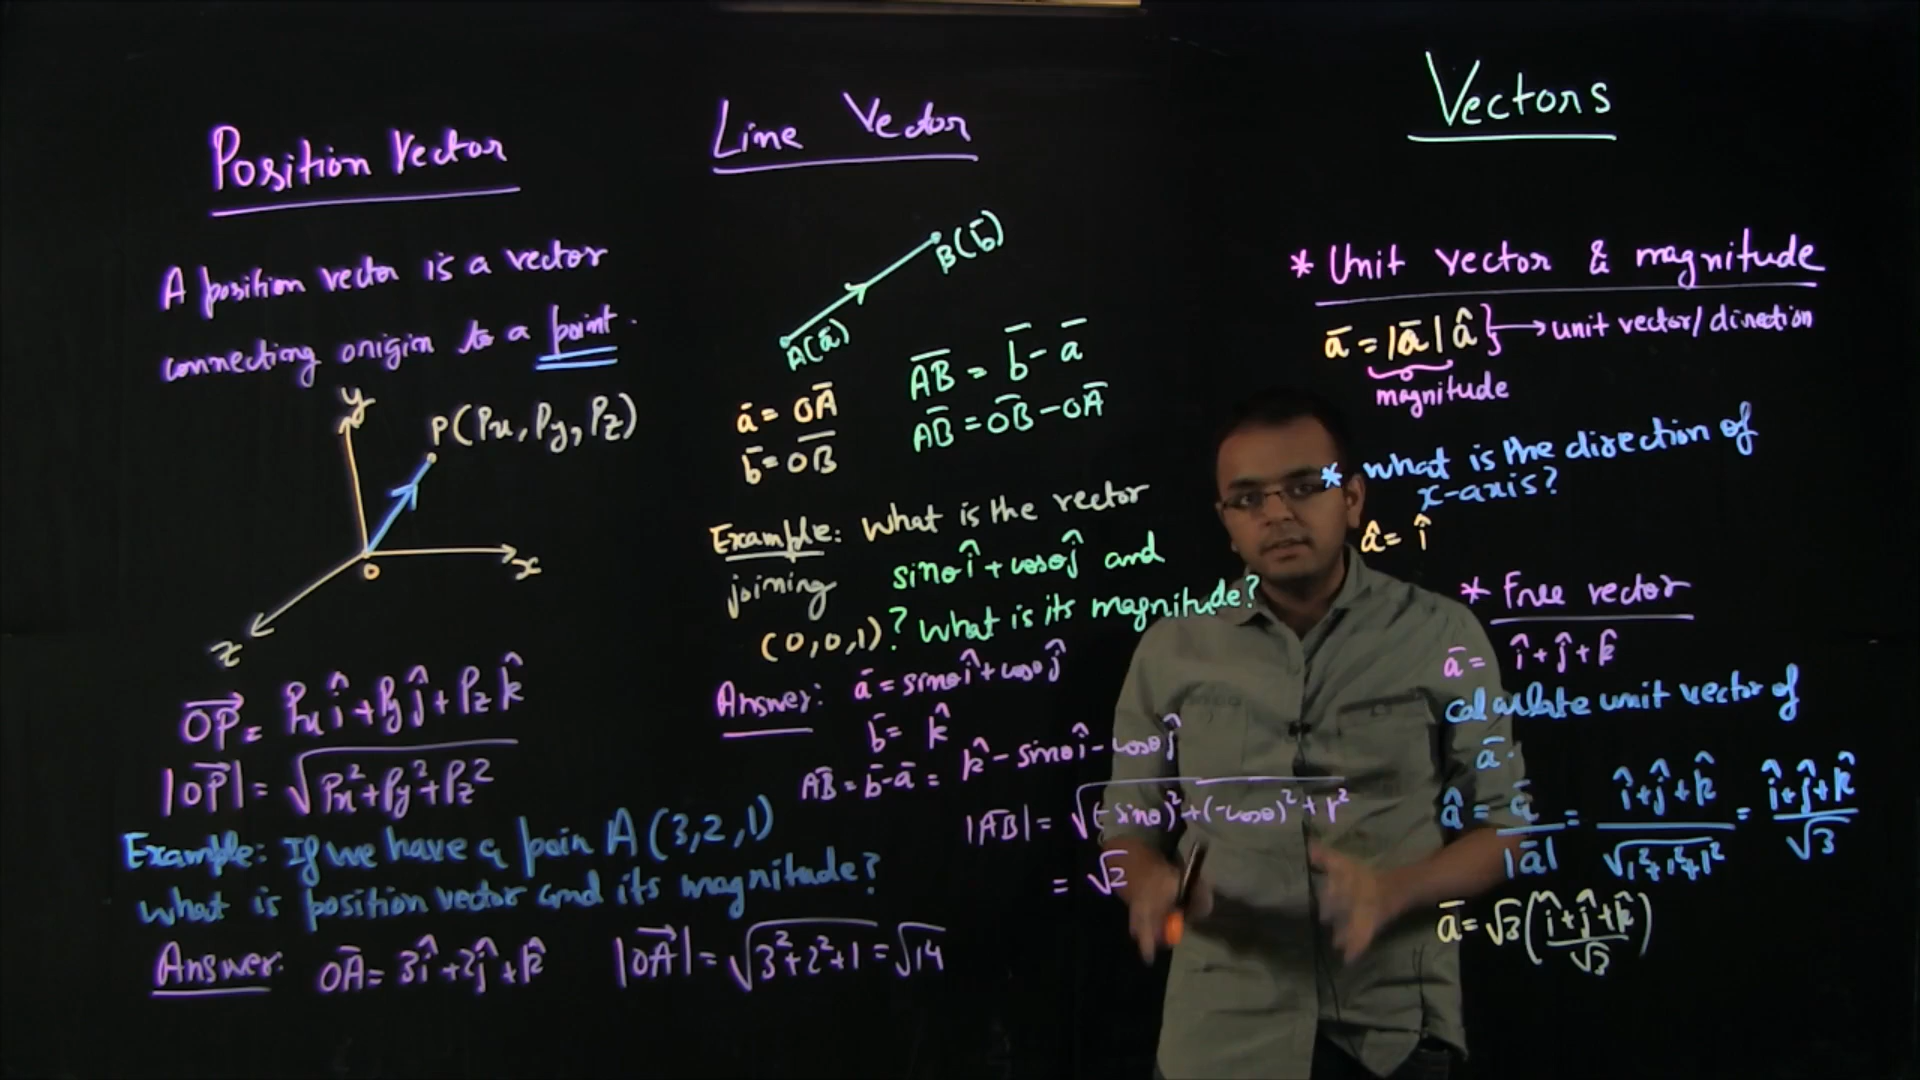 Position Vector
A position vector is a vector
connecting origin to a point.
y
P(Px, Py, Pz)
o
x
z
OP⃗ = Px î + Py ĵ + Pz k̂
|OP⃗| = √(Px² + Py² + Pz²)
Example: If we have a poin A (3,2,1)
what is position vector and its magnitude?
Answer: OĀ = 3î + 2ĵ + k̂ |OA⃗| = √(3²+2²+1) = √14
Line Vector
B(b̄)
A(ā)
ā = OĀ
b̄ = OB̄
AB̄ = b̄ - ā
AB̄ = OB̄ - OĀ
Example: What is the vector
joining sinθ î + cosθ ĵ and
(0,0,1)? What is its magnitude?
Answer: ā = sinθ î + cosθ ĵ
b̄ = k̂
AB̄ = b̄ - ā = k̂ - sinθ î - cosθ ĵ
|AB̄| = √((-sinθ)² + (-cosθ)² + 1²)
= √2
Vectors
* Unit vector & magnitude
ā = |ā| â } → unit vector/direction
magnitude
* What is the direction of
x-axis?
â = î
* Free vector
ā = î + ĵ + k̂
calculate unit vector of
ā.
â = ā/|ā| = (î + ĵ + k̂)/√(1²+1²+1²) = (î + ĵ + k̂)/√3
ā = √3 ((î + ĵ + k̂)/√3)